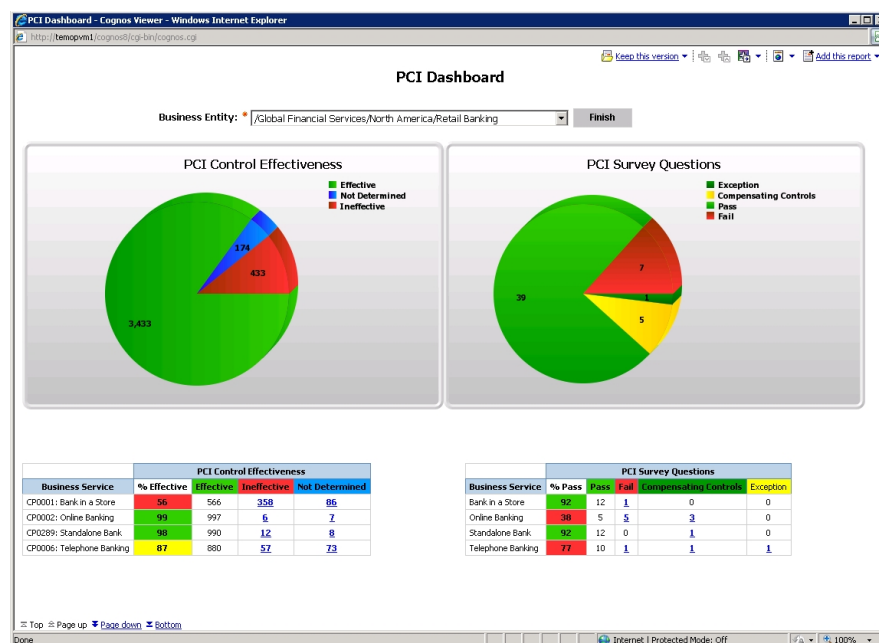 PCI Dashboard - Cognos Viewer - Windows Internet Explorer
http://temopvm1/cognos8/cgi-bin/cognos.cgi
Keep this version Add this report
PCI Dashboard
Business Entity: * /Global Financial Services/North America/Retail Banking Finish
PCI Control Effectiveness
Effective
Not Determined
Ineffective
174
433
3,433
PCI Survey Questions
Exception
Compensating Controls
Pass
Fail
7
39
1
5
PCI Control Effectiveness
Business Service % Effective Effective Ineffective Not Determined
CP0001: Bank in a Store 56 566 358 86
CP0002: Online Banking 99 997 6 7
CP0289: Standalone Bank 98 990 12 8
CP0006: Telephone Banking 87 880 57 73
PCI Survey Questions
Business Service % Pass Pass Fail Compensating Controls Exception
Bank in a Store 92 12 1 0 0
Online Banking 38 5 5 3 0
Standalone Bank 92 12 0 1 0
Telephone Banking 77 10 1 1 1
Top Page up Page down Bottom
Done Internet | Protected Mode: Off 100%